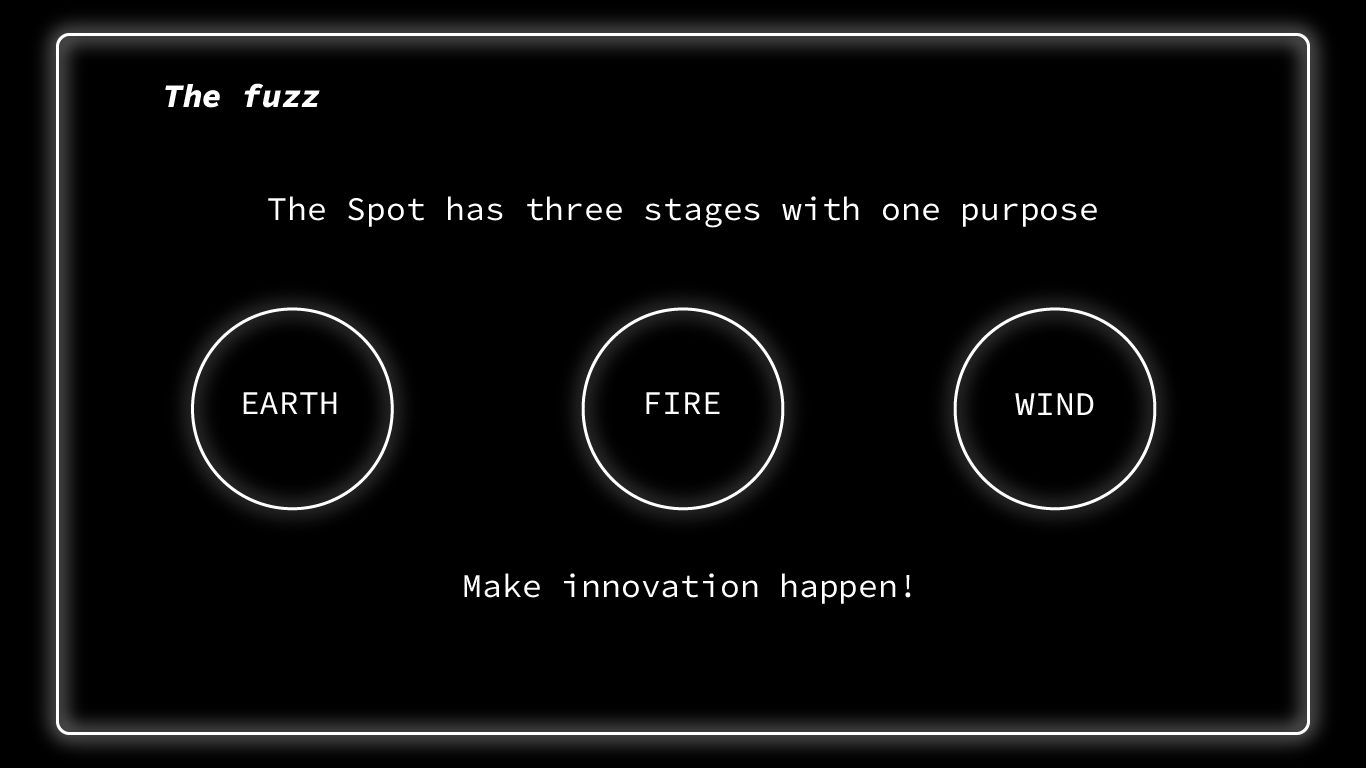 The fuzz
The Spot has three stages with one purpose
EARTH
FIRE
WIND
Make innovation happen!